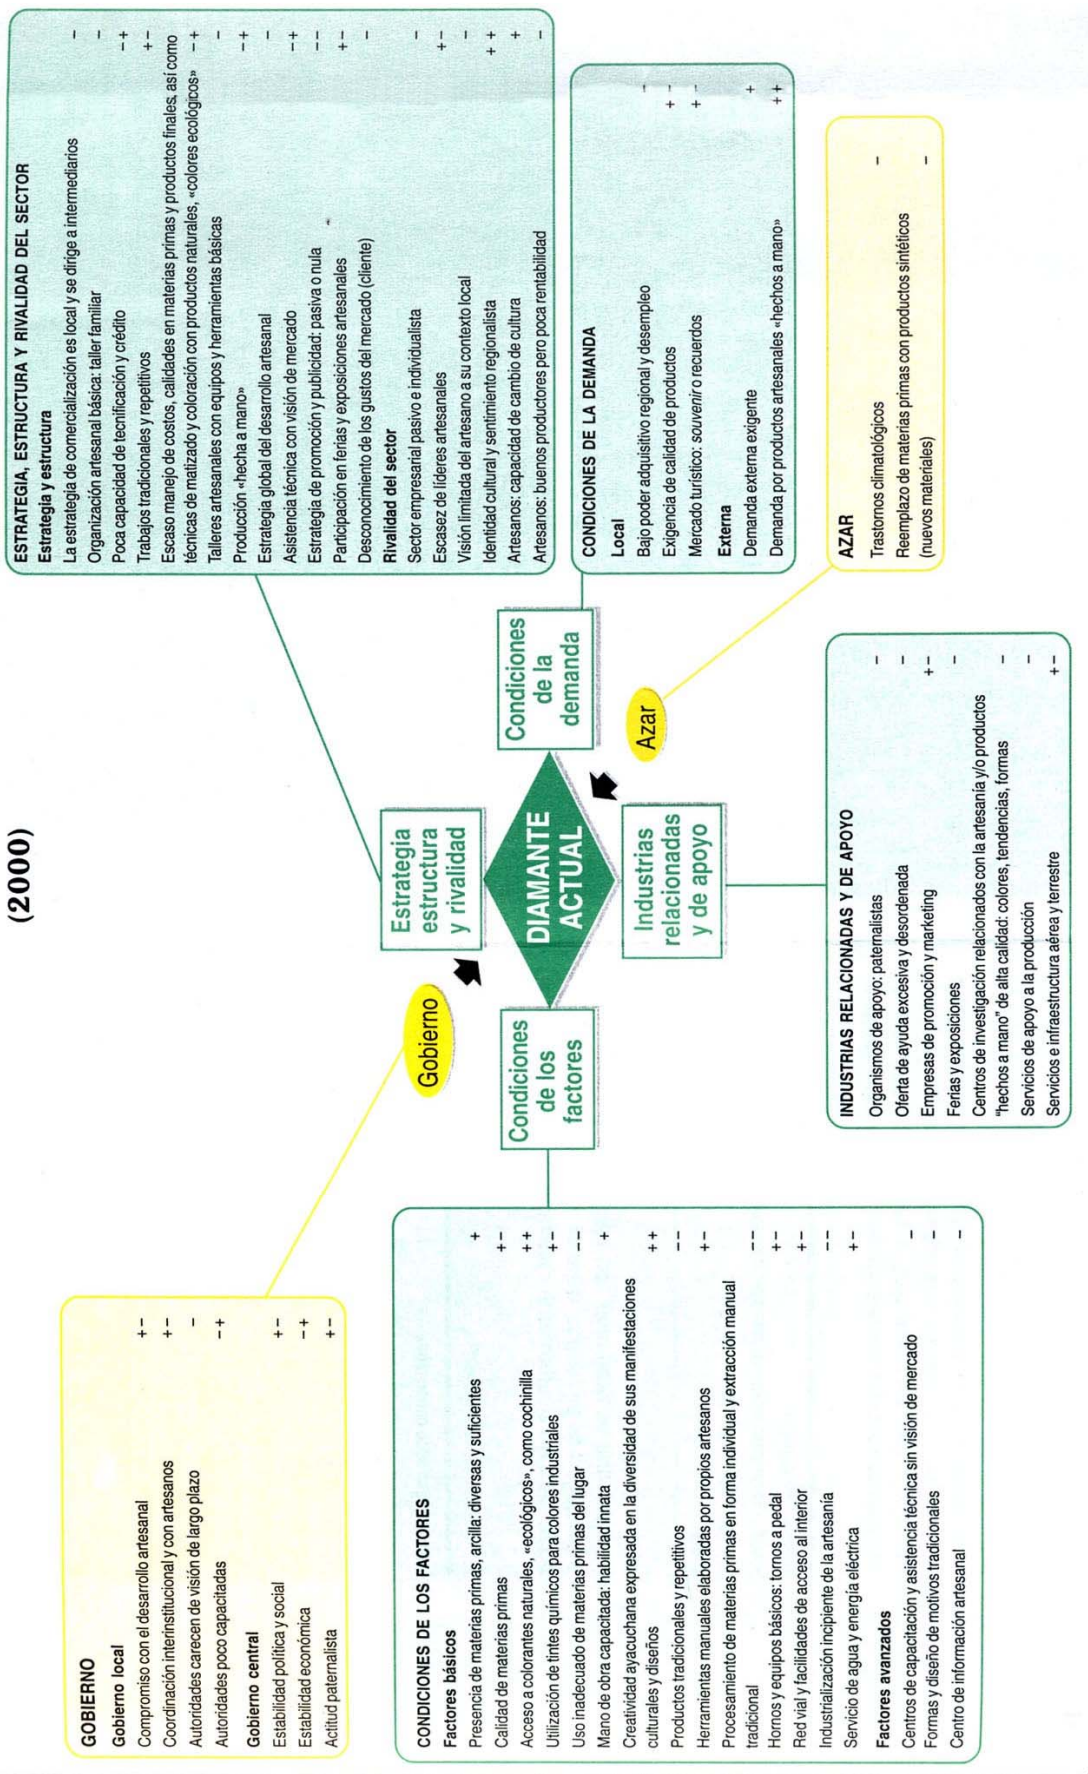 (2000)
GOBIERNO
Gobierno local
Compromiso con el desarrollo artesanal + –
Coordinación interinstitucional y con artesanos + –
Autoridades carecen de visión de largo plazo –
Autoridades poco capacitadas – +
Gobierno central
Estabilidad política y social + –
Estabilidad económica – +
Actitud paternalista + –
ESTRATEGIA, ESTRUCTURA Y RIVALIDAD DEL SECTOR
Estrategia y estructura
La estrategia de comercialización es local y se dirige a intermediarios –
Organización artesanal básica: taller familiar –
Poca capacidad de tecnificación y crédito – +
Trabajos tradicionales y repetitivos + –
Escaso manejo de costos, calidades en materias primas y productos finales, así como
técnicas de matizado y coloración con productos naturales, «colores ecológicos» – +
Talleres artesanales con equipos y herramientas básicas –
Producción «hecha a mano» – +
Estrategia global del desarrollo artesanal –
Asistencia técnica con visión de mercado – +
Estrategia de promoción y publicidad: pasiva o nula – –
Participación en ferias y exposiciones artesanales + –
Desconocimiento de los gustos del mercado (cliente) –
Rivalidad del sector
Sector empresarial pasivo e individualista –
Escasez de líderes artesanales + –
Visión limitada del artesano a su contexto local –
Identidad cultural y sentimiento regionalista + +
Artesanos: capacidad de cambio de cultura +
Artesanos: buenos productores pero poca rentabilidad –
Gobierno
Estrategia
estructura
y rivalidad
Condiciones
de los
factores
DIAMANTE
ACTUAL
Condiciones
de la
demanda
Industrias
relacionadas
y de apoyo
Azar
CONDICIONES DE LOS FACTORES
Factores básicos
Presencia de materias primas, arcilla: diversas y suficientes +
Calidad de materias primas + –
Acceso a colorantes naturales, «ecológicos», como cochinilla + +
Utilización de tintes químicos para colores industriales + –
Uso inadecuado de materias primas del lugar – –
Mano de obra capacitada: habilidad innata +
Creatividad ayacuchana expresada en la diversidad de sus manifestaciones
culturales y diseños + +
Productos tradicionales y repetitivos – –
Herramientas manuales elaboradas por propios artesanos + –
Procesamiento de materias primas en forma individual y extracción manual
tradicional – –
Hornos y equipos básicos: tornos a pedal + –
Red vial y facilidades de acceso al interior + –
Industrialización incipiente de la artesanía – –
Servicio de agua y energía eléctrica + –
Factores avanzados
Centros de capacitación y asistencia técnica sin visión de mercado –
Formas y diseño de motivos tradicionales –
Centro de información artesanal –
CONDICIONES DE LA DEMANDA
Local
Bajo poder adquisitivo regional y desempleo –
Exigencia de calidad de productos + –
Mercado turístico: souvenir o recuerdos + –
Externa
Demanda externa exigente +
Demanda por productos artesanales «hechos a mano» + +
INDUSTRIAS RELACIONADAS Y DE APOYO
Organismos de apoyo: paternalistas –
Oferta de ayuda excesiva y desordenada –
Empresas de promoción y marketing + –
Ferias y exposiciones –
Centros de investigación relacionados con la artesanía y/o productos
"hechos a mano" de alta calidad: colores, tendencias, formas –
Servicios de apoyo a la producción –
Servicios e infraestructura aérea y terrestre + –
AZAR
Trastornos climatológicos –
Reemplazo de materias primas con productos sintéticos
(nuevos materiales) –